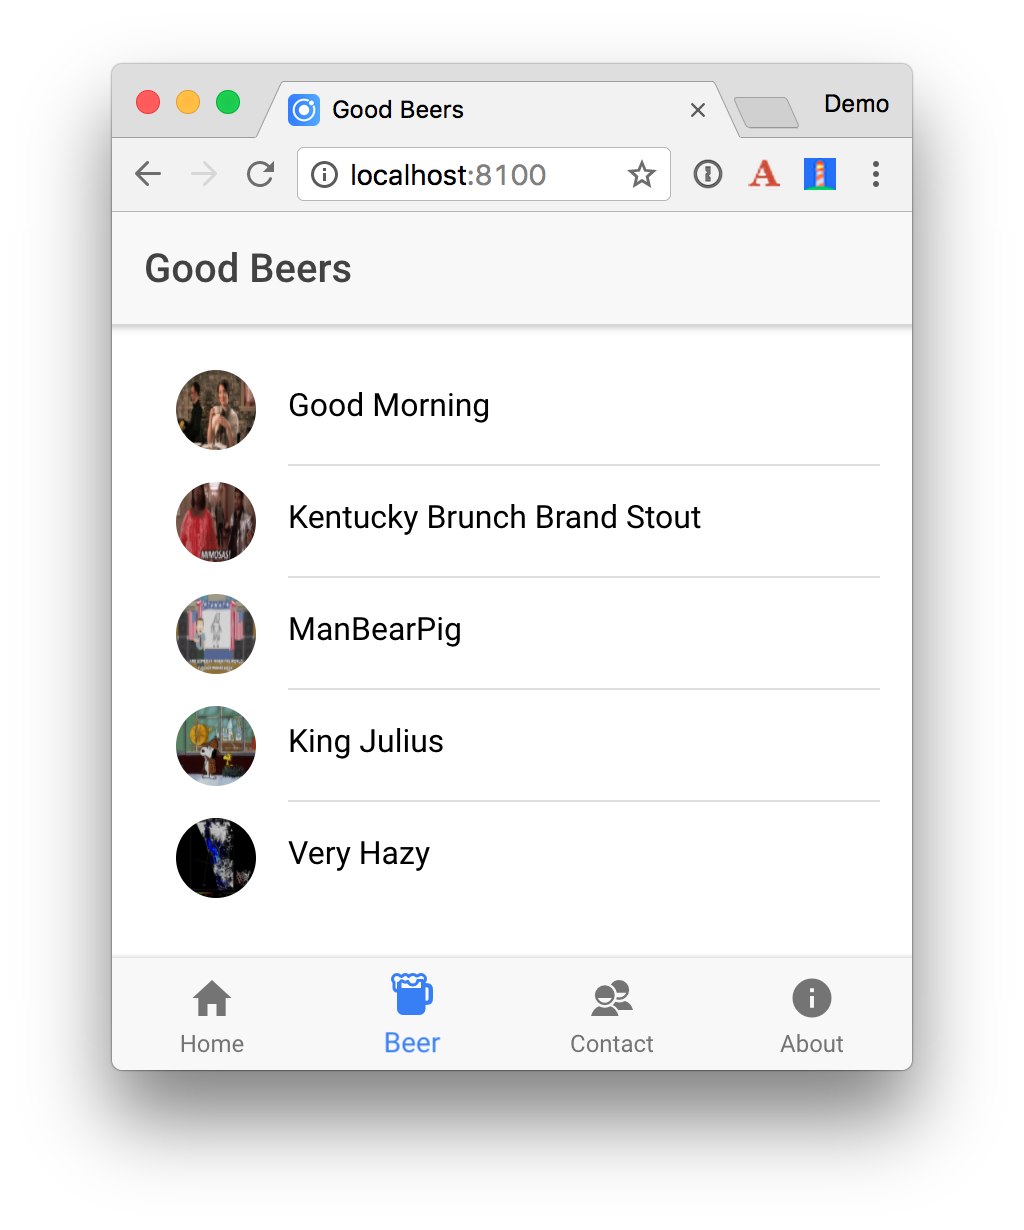 Good Beers
Demo
localhost:8100
A
Good Beers
Good Morning
Kentucky Brunch Brand Stout
MIMOSAS!
ManBearPig
King Julius
Very Hazy
Home
Beer
Contact
About